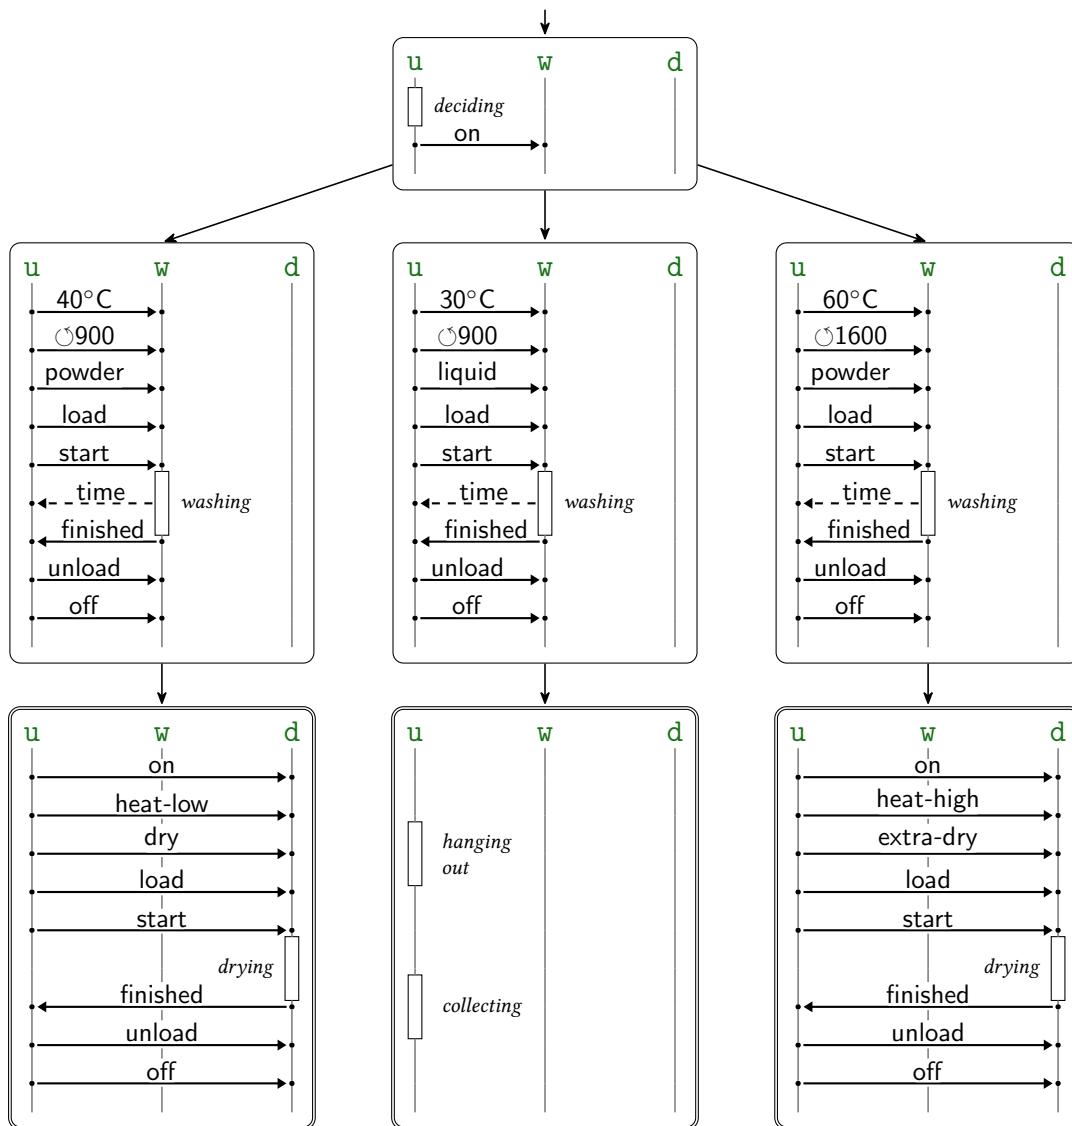 u w d
deciding
on
u w d
40°C
↺900
powder
load
start
time
washing
finished
unload
off
u w d
30°C
↺900
liquid
load
start
time
washing
finished
unload
off
u w d
60°C
↺1600
powder
load
start
time
washing
finished
unload
off
u w d
on
heat-low
dry
load
start
drying
finished
unload
off
u w d
hanging
out
collecting
u w d
on
heat-high
extra-dry
load
start
drying
finished
unload
off